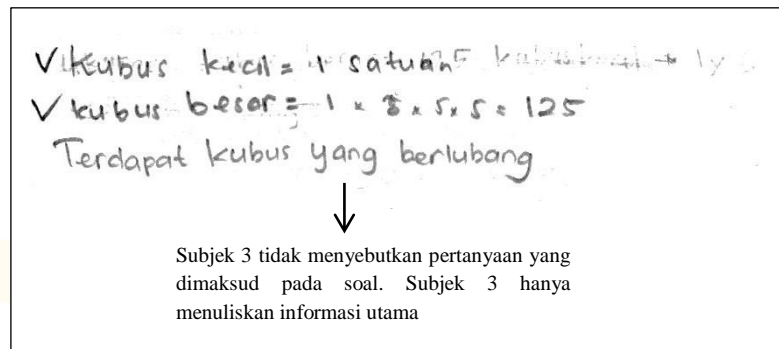 V Kubus kecil = 1 satuan
V kubus besar = 1 x 5 x 5 x 5 = 125
Terdapat kubus yang berlubang
Subjek 3 tidak menyebutkan pertanyaan yang
dimaksud pada soal. Subjek 3 hanya
menuliskan informasi utama